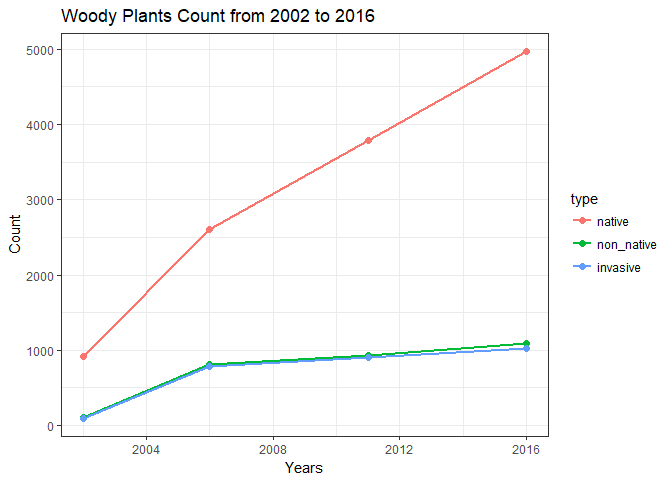 Woody Plants Count from 2002 to 2016
5000
4000
3000
2000
1000
0
Count
2004
2008
2012
2016
Years
type
native
non_native
invasive